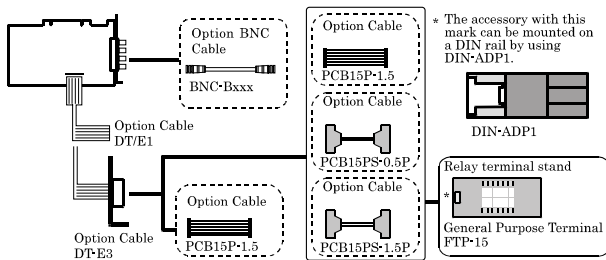 Option BNC
Cable
BNC-Bxxx
Option Cable
DT/E1
Option Cable
DT-E3
Option Cable
PCB15P-1.5
Option Cable
PCB15P-1.5
Option Cable
PCB15PS-0.5P
Option Cable
PCB15PS-1.5P
* The accessory with this
mark can be mounted on
a DIN rail by using
DIN-ADP1.
DIN-ADP1
Relay terminal stand
*
General Purpose Terminal
FTP-15